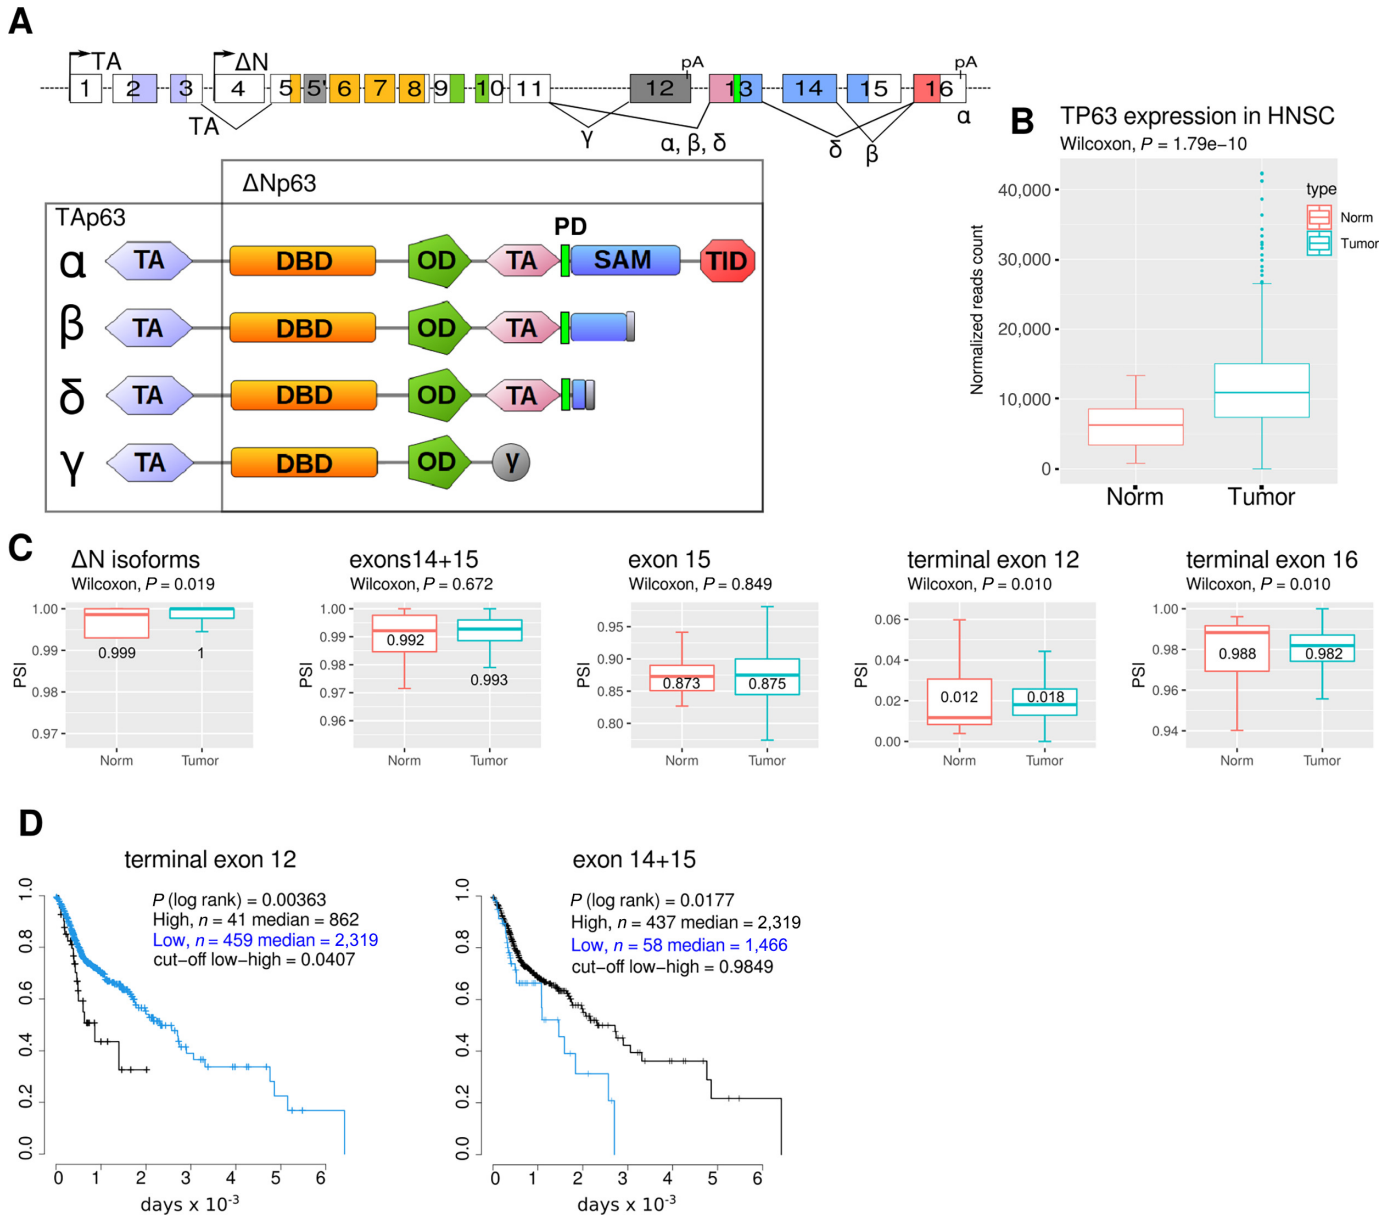 A
TA
ΔN
pA
pA
1 2 3 4 5 5' 6 7 8 9 10 11 12 13 14 15 16
TA
γ
α, β, δ
δ
β
α
ΔNp63
TAp63
PD
α TA DBD OD TA SAM TID
β TA DBD OD TA
δ TA DBD OD TA
γ TA DBD OD γ
B
TP63 expression in HNSC
Wilcoxon, P = 1.79e−10
Normalized reads count
40,000
30,000
20,000
10,000
0
Norm Tumor
type
Norm
Tumor
C
ΔN isoforms
Wilcoxon, P = 0.019
PSI
1.00
0.99
0.98
0.97
0.999
1
Norm Tumor
exons14+15
Wilcoxon, P = 0.672
PSI
1.00
0.99
0.98
0.97
0.96
0.992
0.993
Norm Tumor
exon 15
Wilcoxon, P = 0.849
PSI
0.95
0.90
0.85
0.80
0.873
0.875
Norm Tumor
terminal exon 12
Wilcoxon, P = 0.010
PSI
0.06
0.04
0.02
0.00
0.012
0.018
Norm Tumor
terminal exon 16
Wilcoxon, P = 0.010
PSI
1.00
0.98
0.96
0.94
0.988
0.982
Norm Tumor
D
terminal exon 12
P (log rank) = 0.00363
High, n = 41 median = 862
Low, n = 459 median = 2,319
cut−off low−high = 0.0407
1.0
0.8
0.6
0.4
0.2
0.0
0 1 2 3 4 5 6
days x 10-3
exon 14+15
P (log rank) = 0.0177
High, n = 437 median = 2,319
Low, n = 58 median = 1,466
cut−off low−high = 0.9849
1.0
0.8
0.6
0.4
0.2
0.0
0 1 2 3 4 5 6
days x 10-3